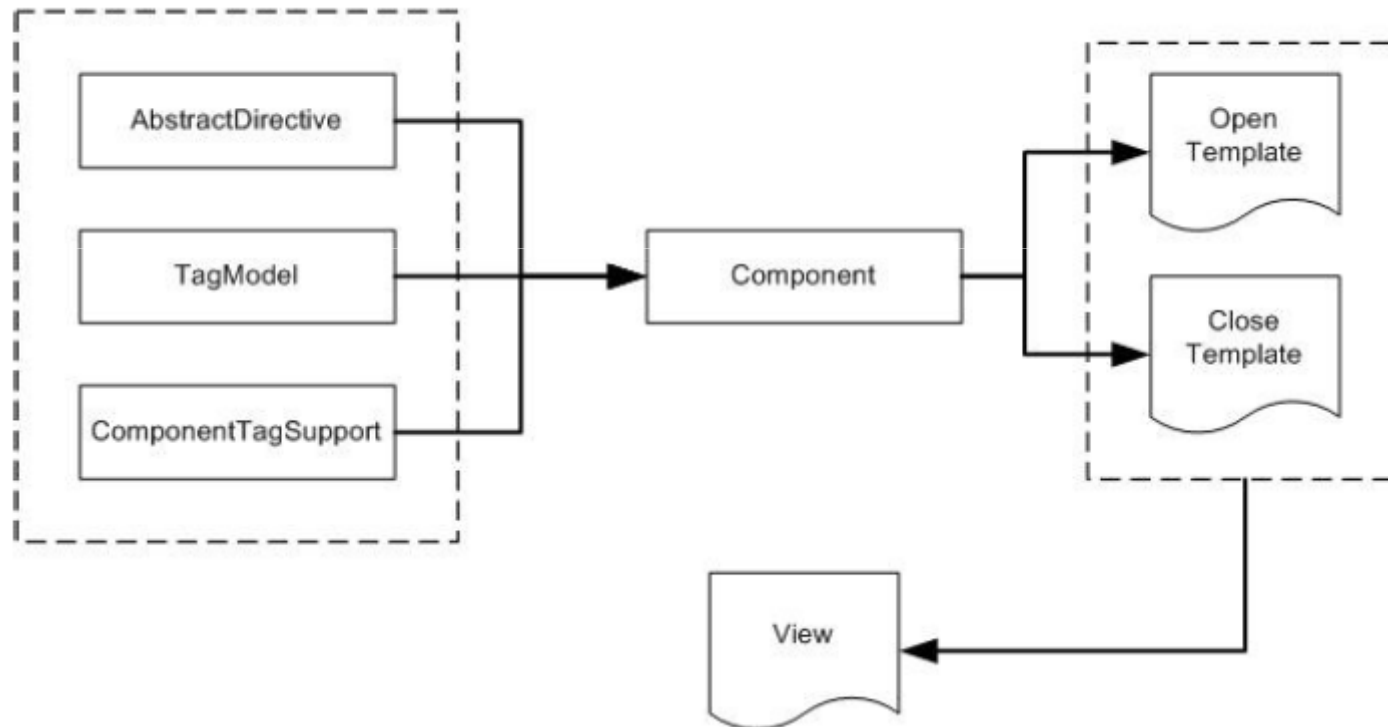 AbstractDirective
TagModel
ComponentTagSupport
Component
Open
Template
Close
Template
View